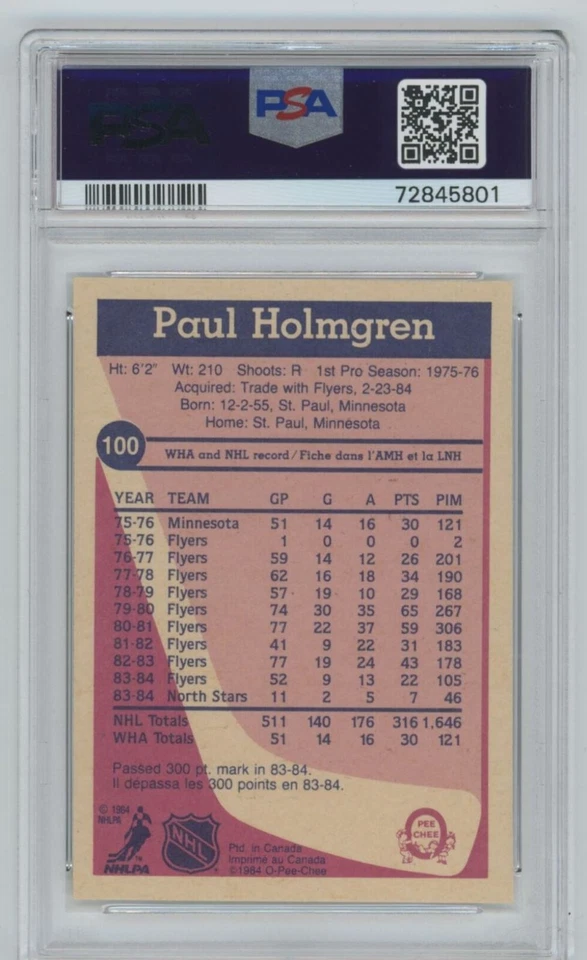 PSA
PSA
72845801
Paul Holmgren
Ht: 6'2" Wt: 210 Shoots: R 1st Pro Season: 1975-76
Acquired: Trade with Flyers, 2-23-84
Born: 12-2-55, St. Paul, Minnesota
Home: St. Paul, Minnesota
100
WHA and NHL record/Fiche dans l'AMH et la LNH
YEAR TEAM GP G A PTS PIM
75-76 Minnesota 51 14 16 30 121
75-76 Flyers 1 0 0 0 2
76-77 Flyers 59 14 12 26 201
77-78 Flyers 62 16 18 34 190
78-79 Flyers 57 19 10 29 168
79-80 Flyers 74 30 35 65 267
80-81 Flyers 77 22 37 59 306
81-82 Flyers 41 9 22 31 183
82-83 Flyers 77 19 24 43 178
83-84 Flyers 52 9 13 22 105
83-84 North Stars 11 2 5 7 46
NHL Totals 511 140 176 316 1,646
WHA Totals 51 14 16 30 121
Passed 300 pt. mark in 83-84.
Il dépassa les 300 points en 83-84.
© 1984
NHLPA
NHLPA
NHL
Ptd. in Canada
Imprimé au Canada
©1984 O-Pee-Chee
O
PEE
CHEE